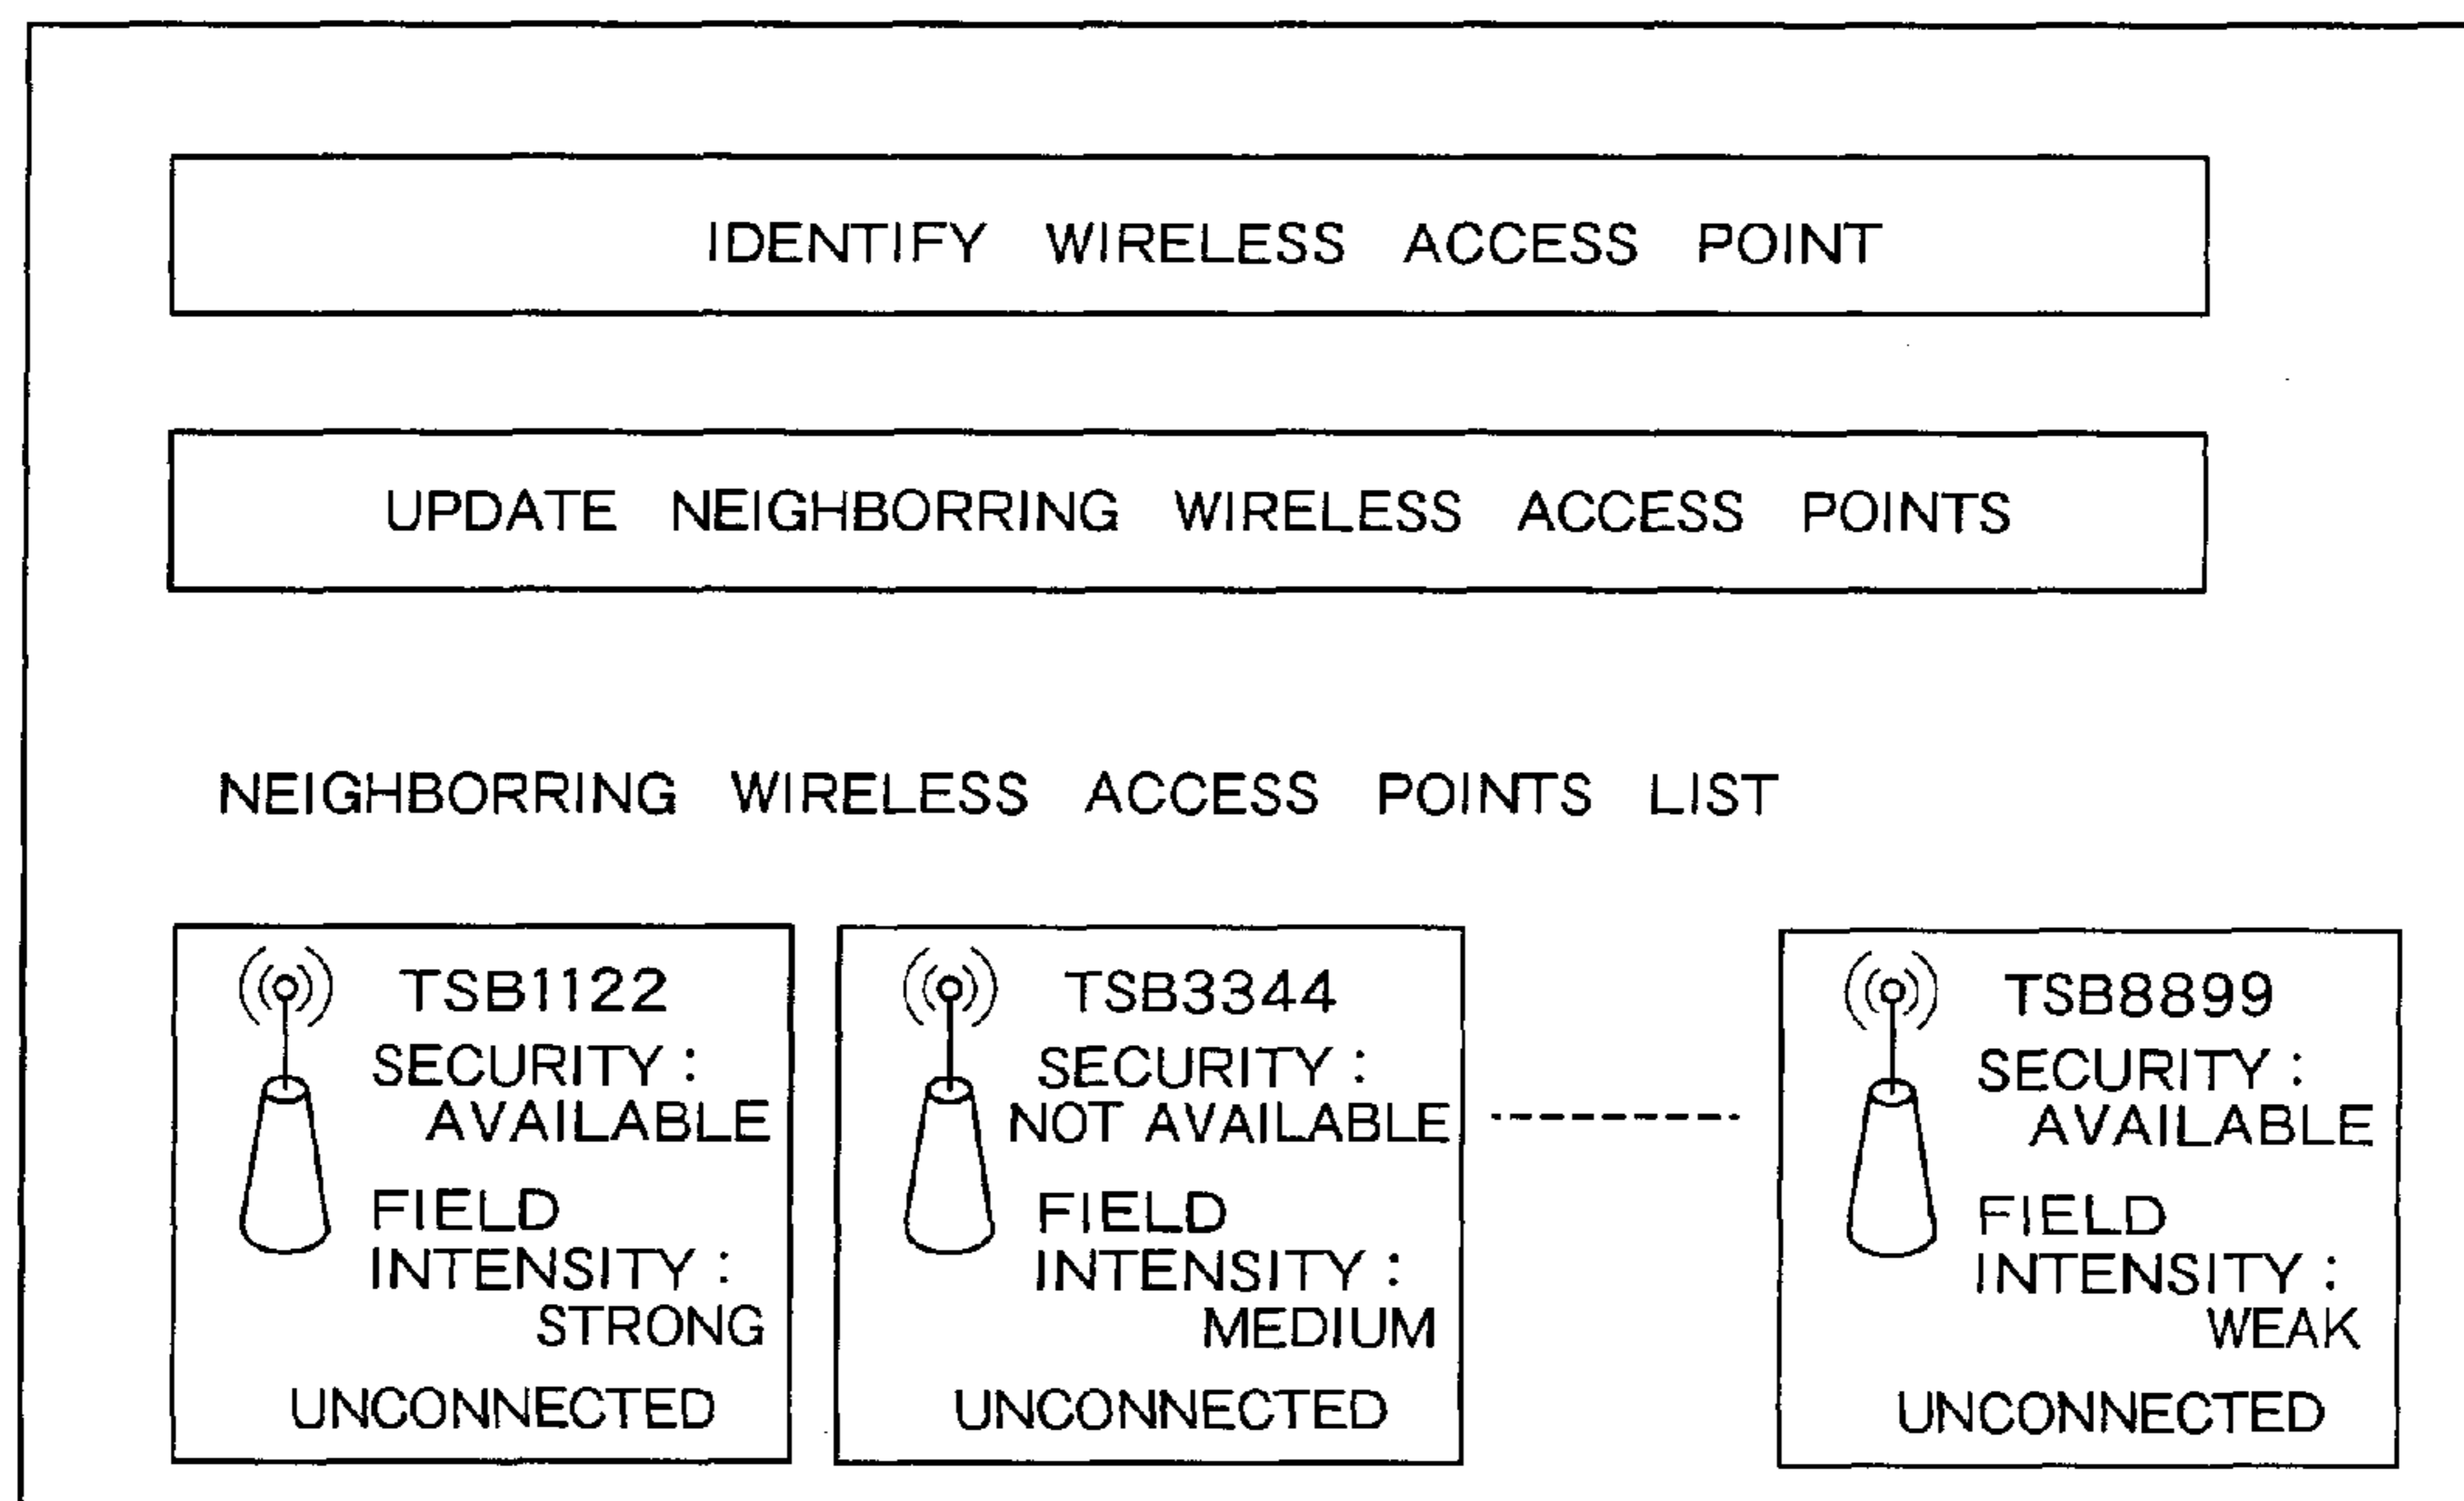 IDENTIFY WIRELESS ACCESS POINT
UPDATE NEIGHBORRING WIRELESS ACCESS POINTS
NEIGHBORRING WIRELESS ACCESS POINTS LIST
TSB1122
SECURITY :
AVAILABLE
FIELD
INTENSITY :
STRONG
UNCONNECTED
TSB3344
SECURITY :
NOT AVAILABLE
FIELD
INTENSITY :
MEDIUM
UNCONNECTED
TSB8899
SECURITY :
AVAILABLE
FIELD
INTENSITY :
WEAK
UNCONNECTED